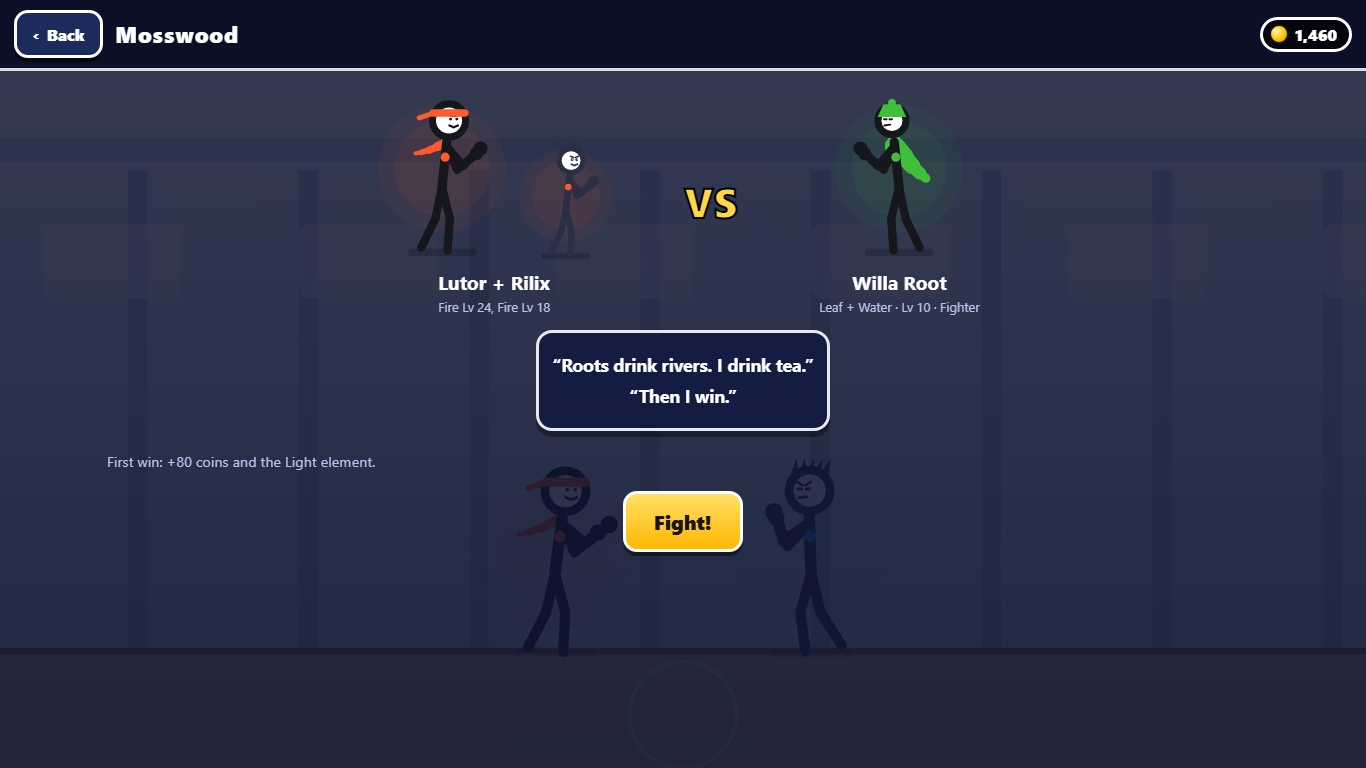 ‹ Back
Mosswood
1,460
VS
Lutor + Rilix
Fire Lv 24, Fire Lv 18
Willa Root
Leaf + Water · Lv 10 · Fighter
“Roots drink rivers. I drink tea.”
“Then I win.”
First win: +80 coins and the Light element.
Fight!